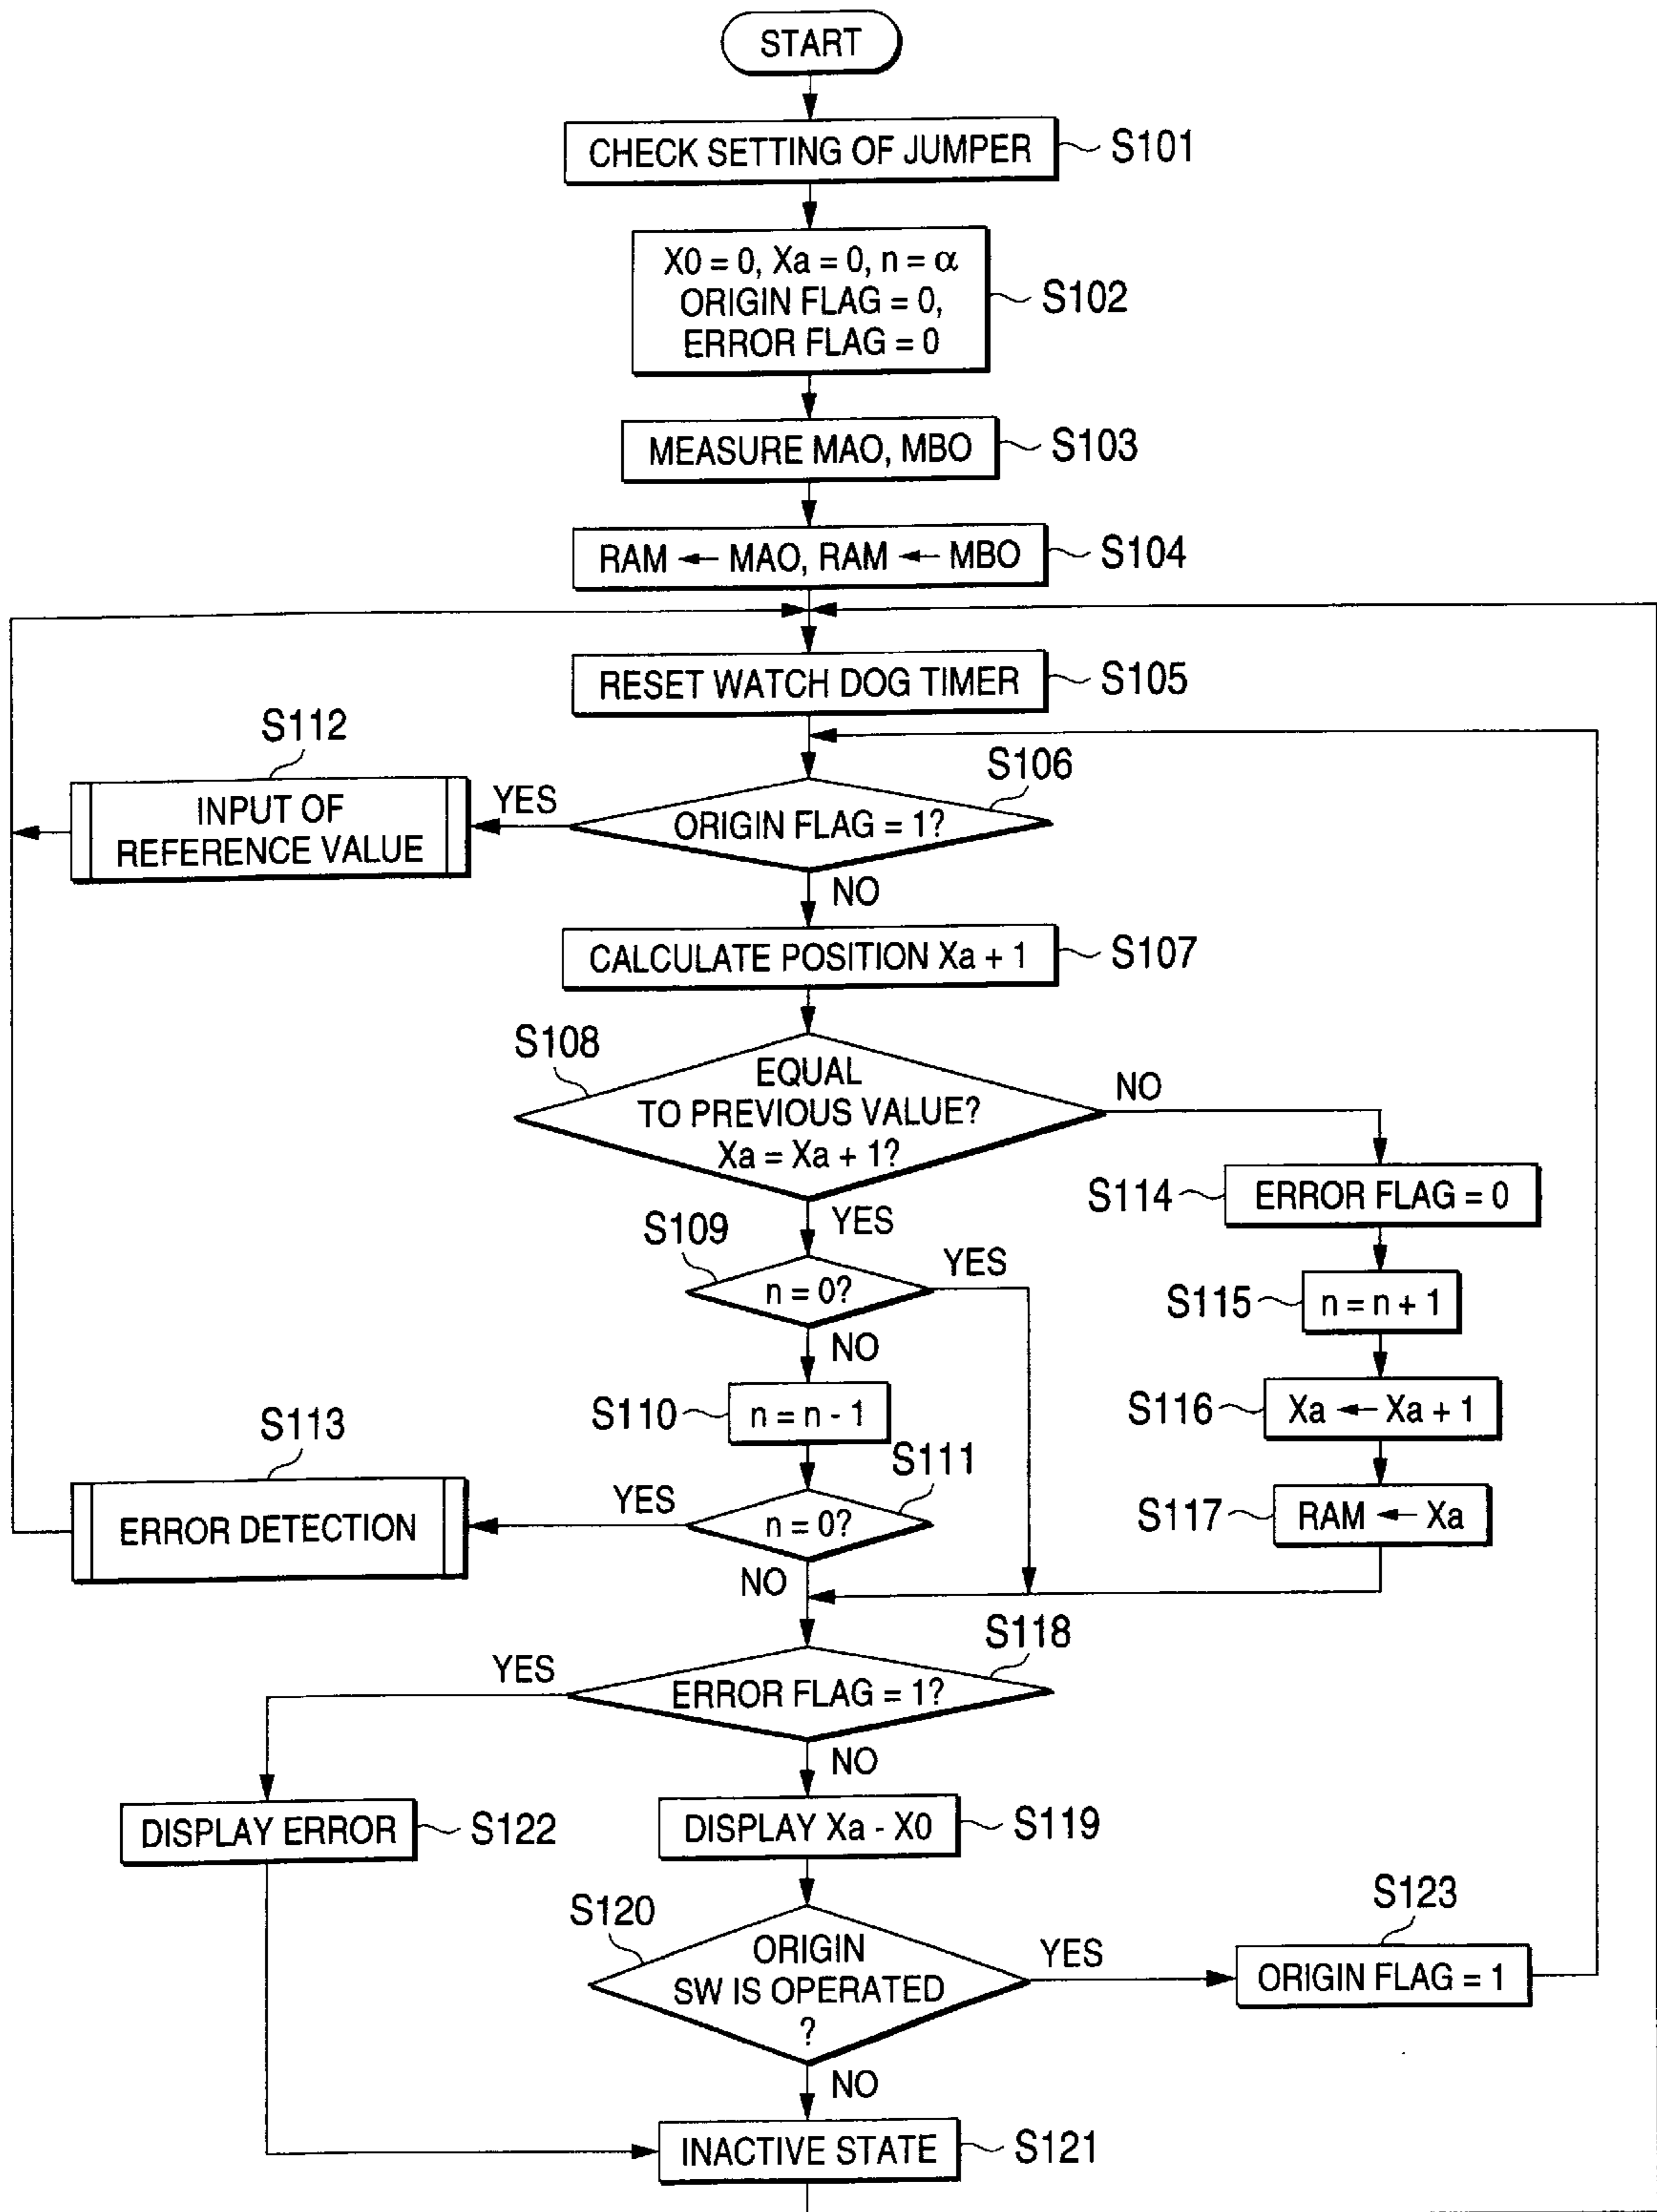 START
CHECK SETTING OF JUMPER
S101
X0 = 0, Xa = 0, n = α
ORIGIN FLAG = 0,
ERROR FLAG = 0
S102
MEASURE MAO, MBO
S103
RAM ← MAO, RAM ← MBO
S104
RESET WATCH DOG TIMER
S105
S112
INPUT OF
REFERENCE VALUE
YES
S106
ORIGIN FLAG = 1?
NO
CALCULATE POSITION Xa + 1
S107
S108
EQUAL
TO PREVIOUS VALUE?
Xa = Xa + 1?
NO
YES
S114
ERROR FLAG = 0
S109
n = 0?
YES
NO
S115
n = n + 1
S110
n = n - 1
S116
Xa ← Xa + 1
S113
ERROR DETECTION
YES
S111
n = 0?
NO
S117
RAM ← Xa
YES
S118
ERROR FLAG = 1?
NO
DISPLAY ERROR
S122
DISPLAY Xa - X0
S119
S120
ORIGIN
SW IS OPERATED
?
YES
S123
ORIGIN FLAG = 1
NO
INACTIVE STATE
S121